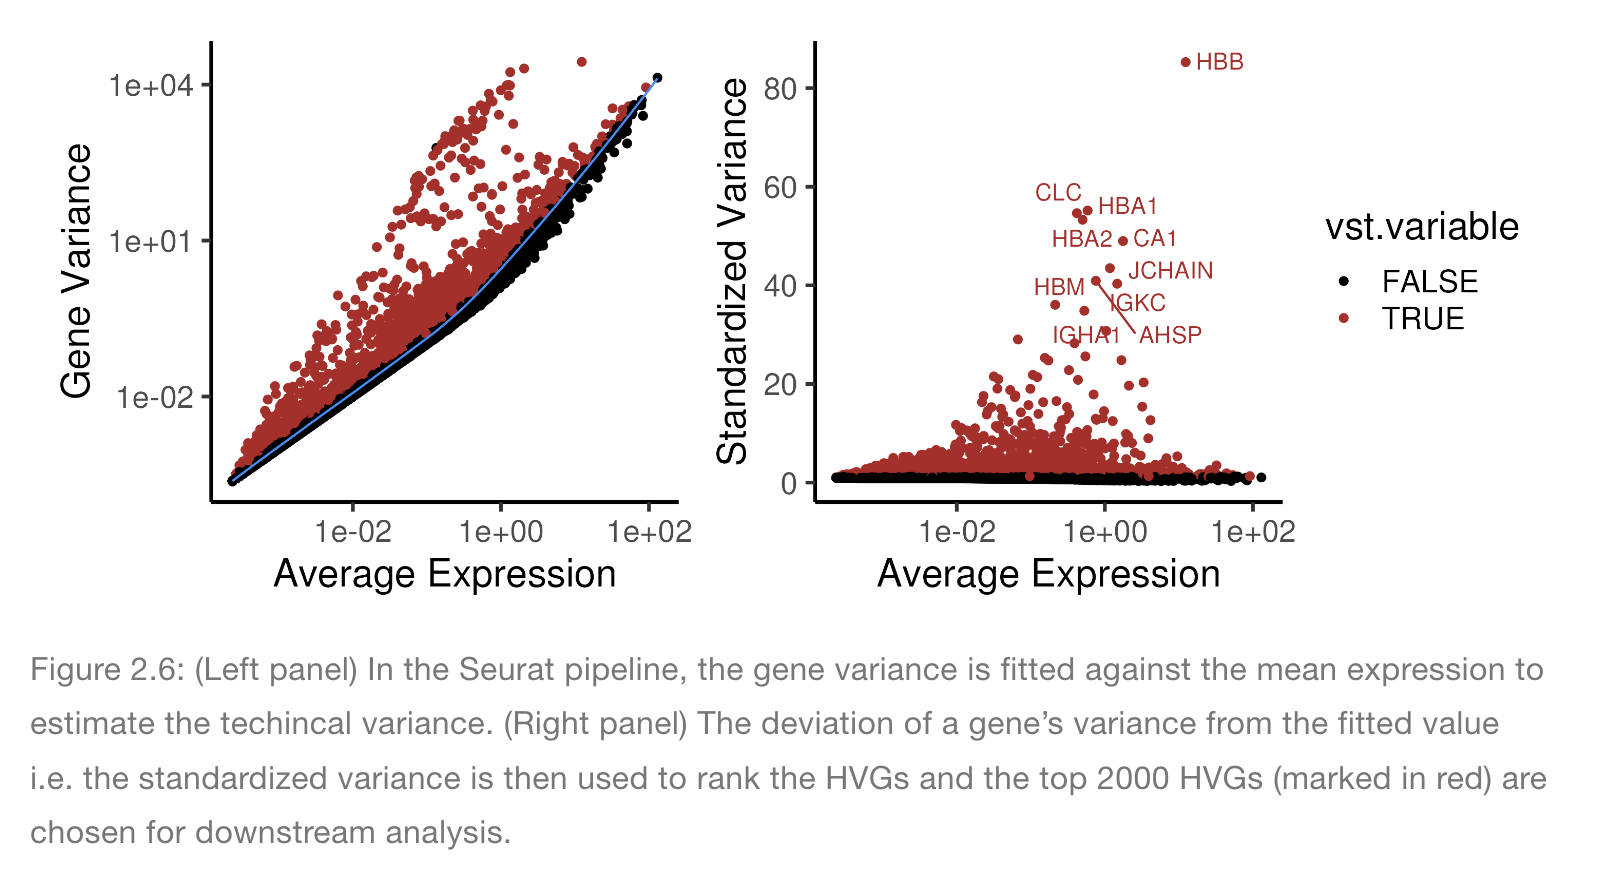 Gene Variance
1e+04
1e+01
1e-02
1e-02
1e+00
1e+02
Average Expression
Standardized Variance
80
60
40
20
0
HBB
CLC
HBA1
HBA2
CA1
JCHAIN
HBM
IGKC
IGHA1
AHSP
1e-02
1e+00
1e+02
Average Expression
vst.variable
FALSE
TRUE
Figure 2.6: (Left panel) In the Seurat pipeline, the gene variance is fitted against the mean expression to
estimate the techincal variance. (Right panel) The deviation of a gene’s variance from the fitted value
i.e. the standardized variance is then used to rank the HVGs and the top 2000 HVGs (marked in red) are
chosen for downstream analysis.